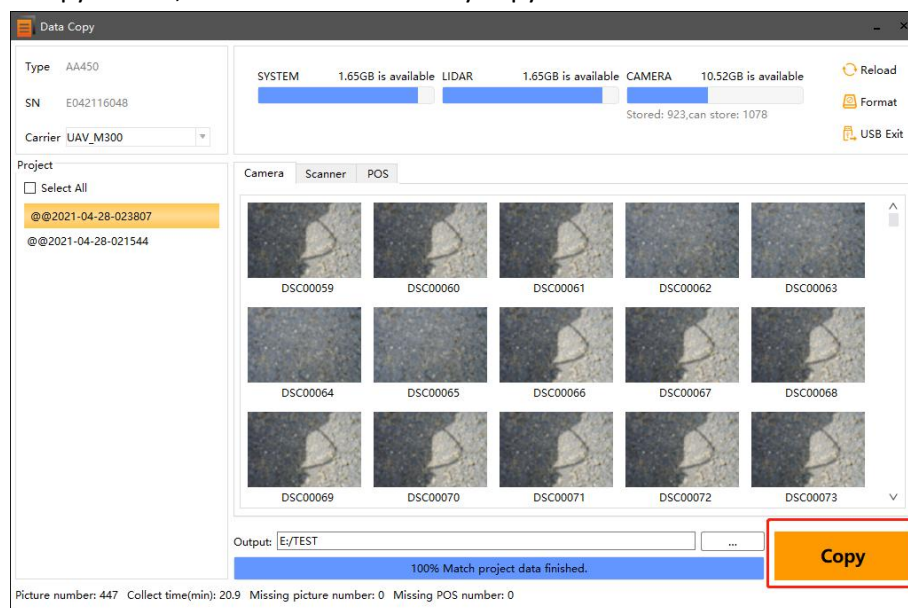 Data Copy
Type AA450
SN E042116048
Carrier UAV_M300
SYSTEM 1.65GB is available LIDAR 1.65GB is available CAMERA 10.52GB is available
Stored: 923,can store: 1078
Reload
Format
USB Exit
Project
Select All
@@2021-04-28-023807
@@2021-04-28-021544
Camera Scanner POS
DSC00059 DSC00060 DSC00061 DSC00062 DSC00063
DSC00064 DSC00065 DSC00066 DSC00067 DSC00068
DSC00069 DSC00070 DSC00071 DSC00072 DSC00073
Output: E:/TEST ...
100% Match project data finished.
Copy
Picture number: 447 Collect time(min): 20.9 Missing picture number: 0 Missing POS number: 0